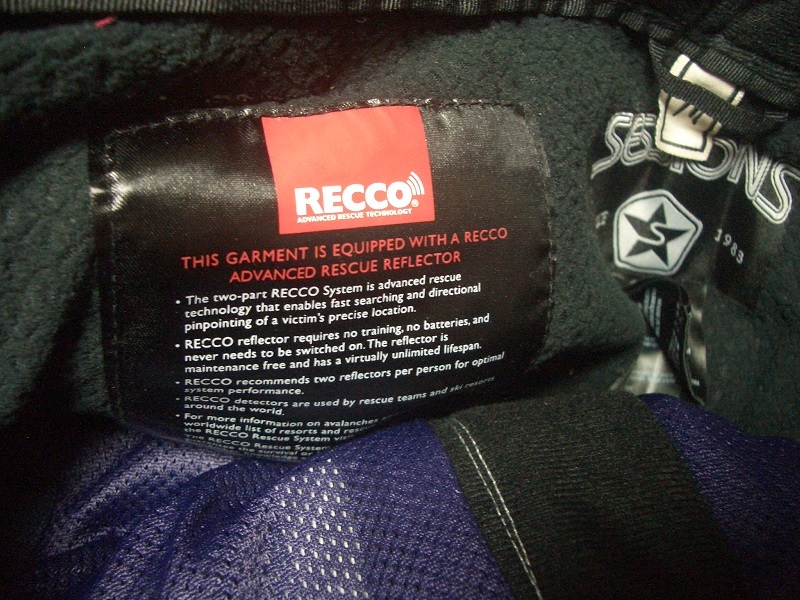 RECCO®
ADVANCED RESCUE TECHNOLOGY
THIS GARMENT IS EQUIPPED WITH A RECCO
ADVANCED RESCUE REFLECTOR
• The two-part RECCO System is advanced rescue
technology that enables fast searching and directional
pinpointing of a victim's precise location.
• RECCO reflector requires no training, no batteries, and
never needs to be switched on. The reflector is
maintenance free and has a virtually unlimited lifespan.
• RECCO recommends two reflectors per person for optimal
system performance.
• RECCO detectors are used by rescue teams and ski resorts
around the world.
• For more information on avalanches
worldwide list of resorts and
the RECCO Rescue System
the RECCO Rescue System
SESSIONS
1983
M